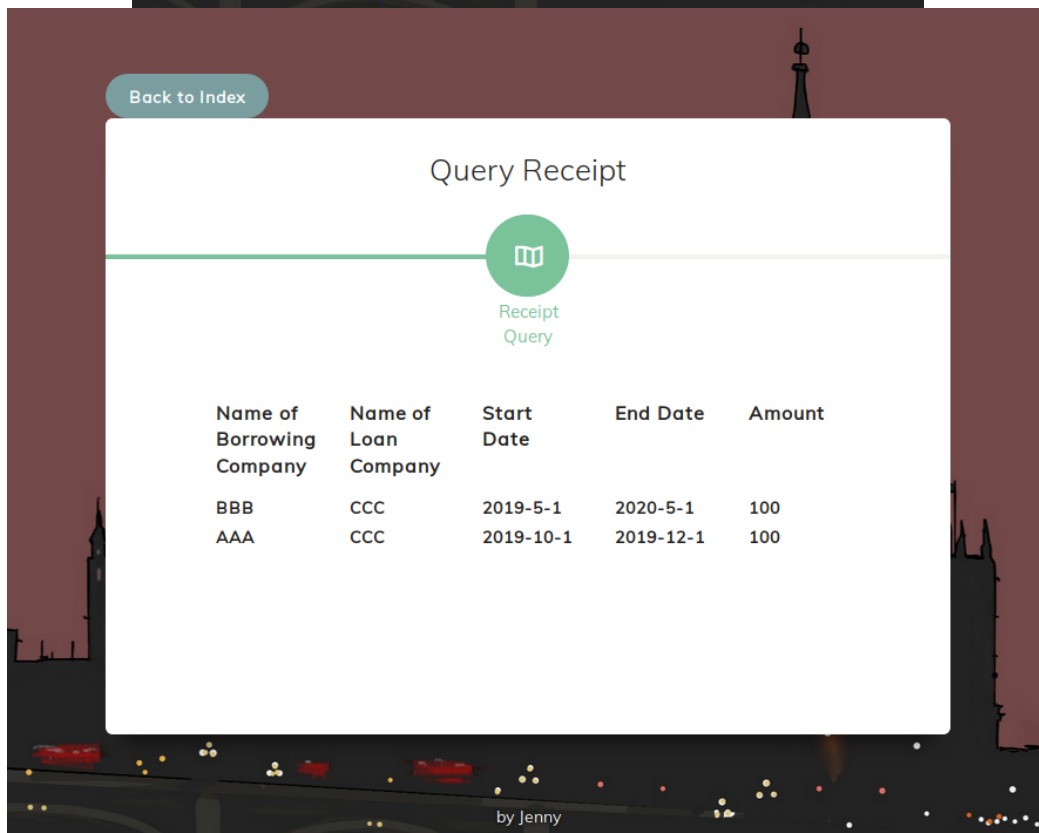 Back to Index
Query Receipt
Receipt
Query
Name of Borrowing Company Name of Loan Company Start Date End Date Amount
BBB CCC 2019-5-1 2020-5-1 100
AAA CCC 2019-10-1 2019-12-1 100
by Jenny